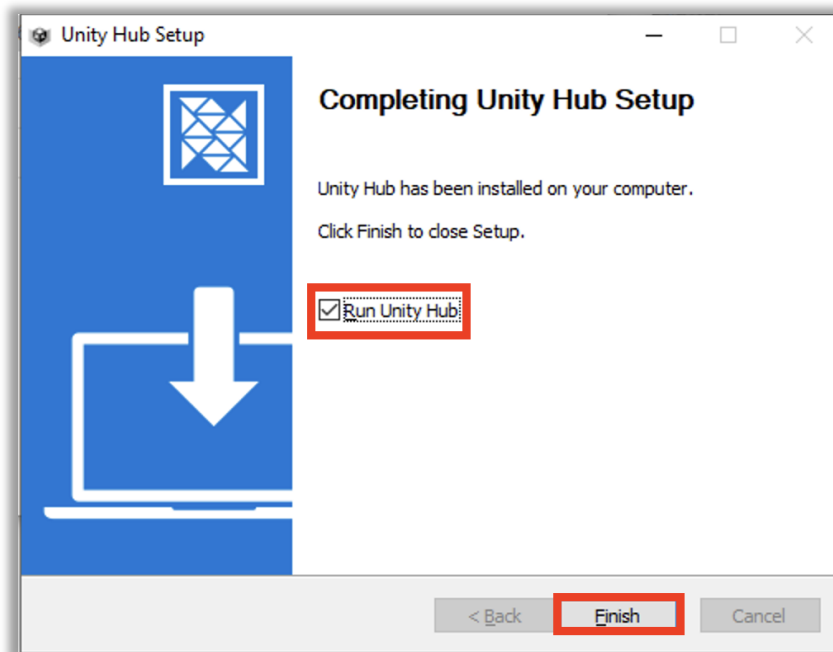 Unity Hub Setup
Completing Unity Hub Setup
Unity Hub has been installed on your computer.
Click Finish to close Setup.
Run Unity Hub
< Back Finish Cancel